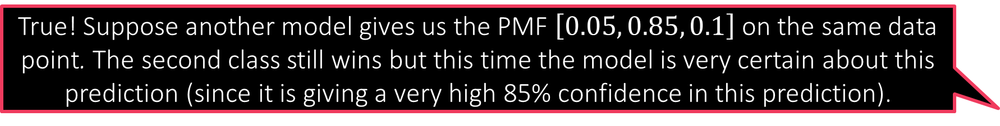 True! Suppose another model gives us the PMF [0.05, 0.85, 0.1] on the same data
point. The second class still wins but this time the model is very certain about this
prediction (since it is giving a very high 85% confidence in this prediction).